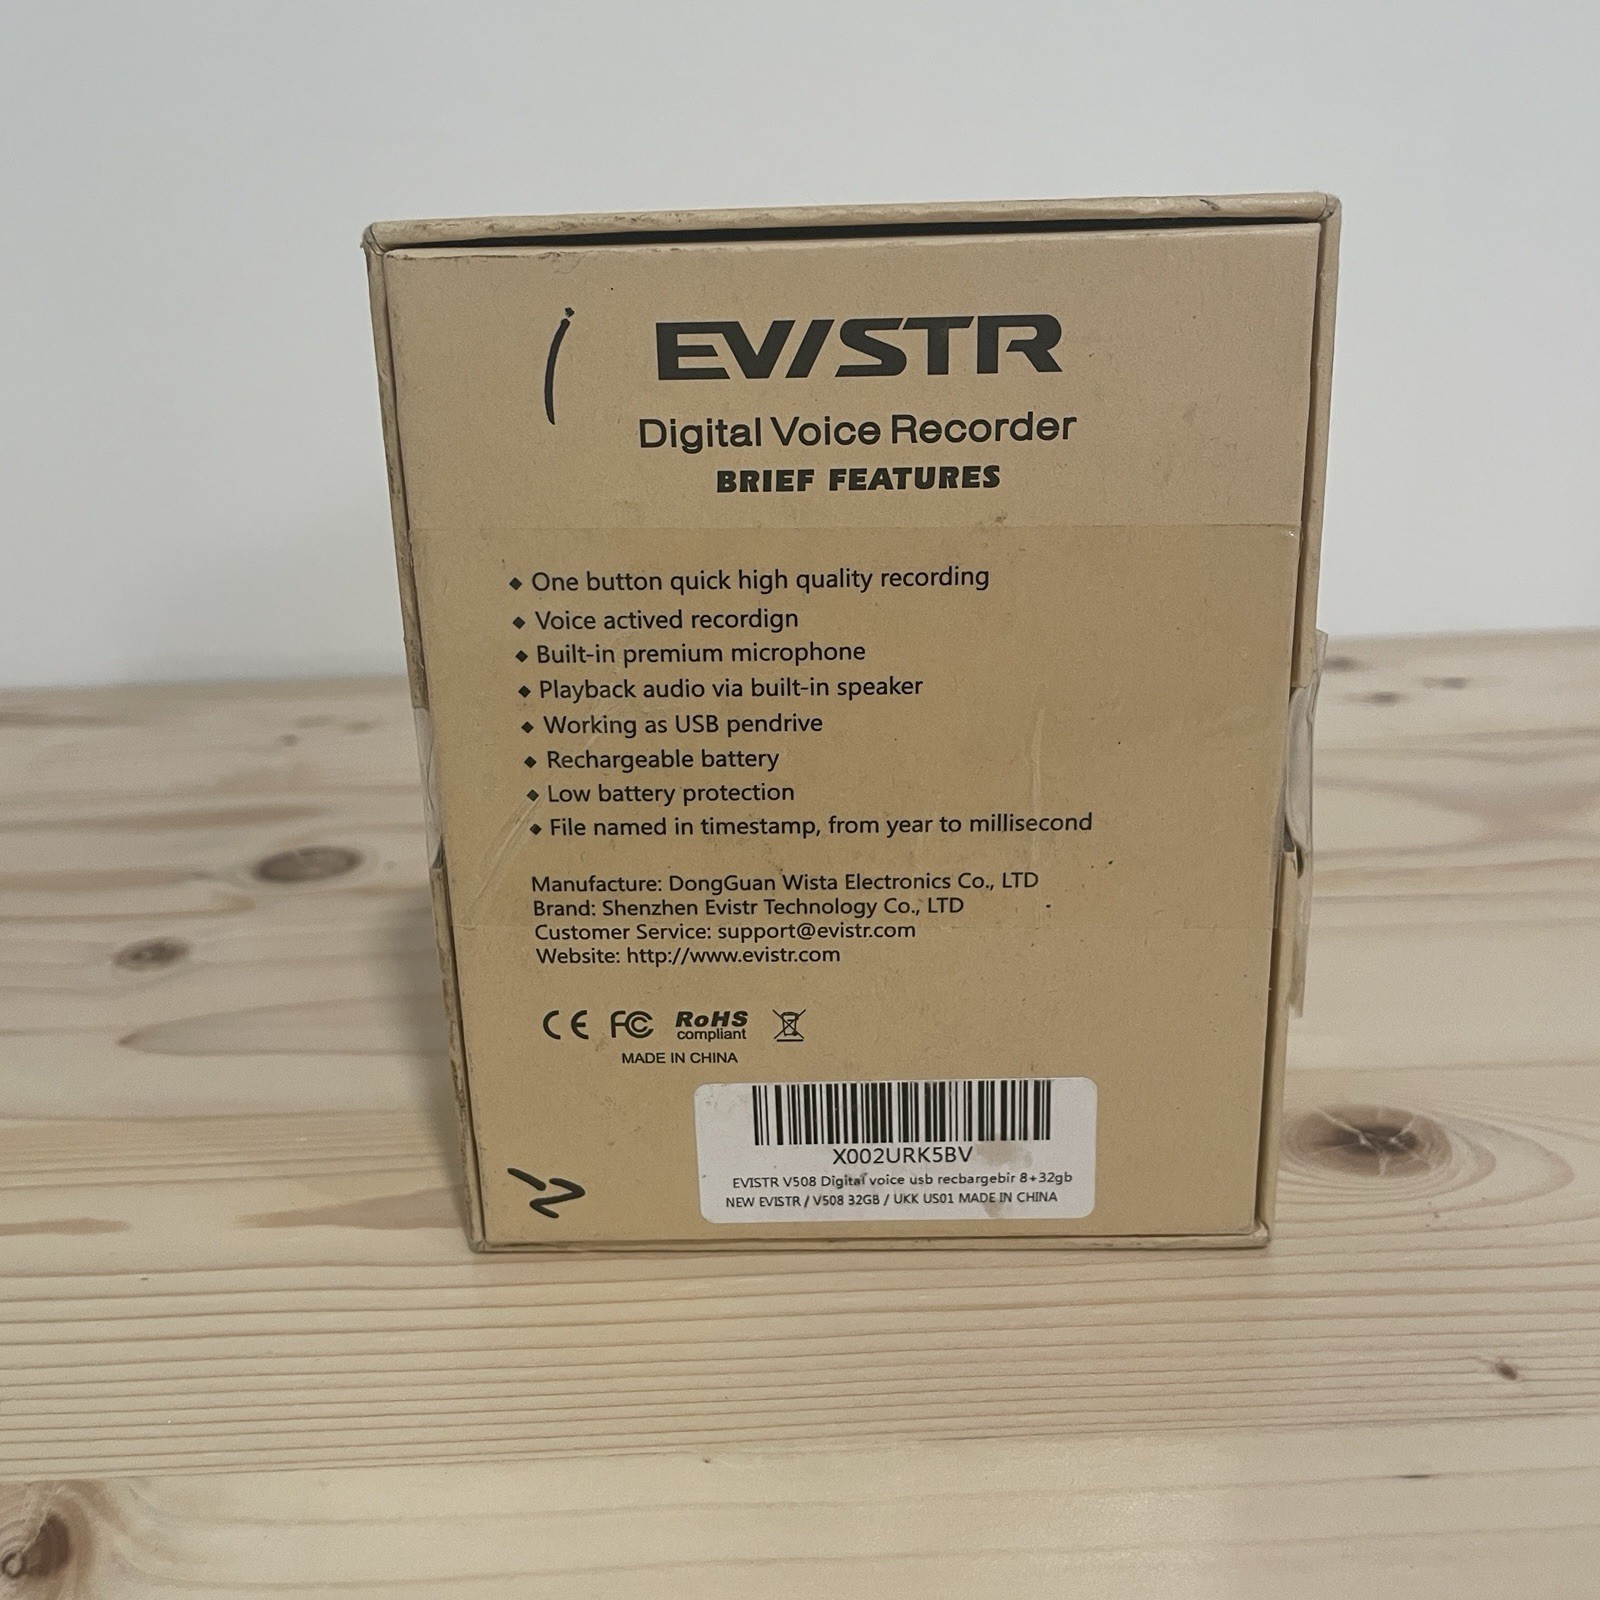 EVISTR
Digital Voice Recorder
BRIEF FEATURES
◆ One button quick high quality recording
◆ Voice actived recordign
◆ Built-in premium microphone
◆ Playback audio via built-in speaker
◆ Working as USB pendrive
◆ Rechargeable battery
◆ Low battery protection
◆ File named in timestamp, from year to millisecond
Manufacture: DongGuan Wista Electronics Co., LTD
Brand: Shenzhen Evistr Technology Co., LTD
Customer Service: support@evistr.com
Website: http://www.evistr.com
CE FC RoHS
compliant
MADE IN CHINA
X002URK5BV
EVISTR V508 Digital voice usb recbargebir 8+32gb
NEW EVISTR / V508 32GB / UKK US01 MADE IN CHINA